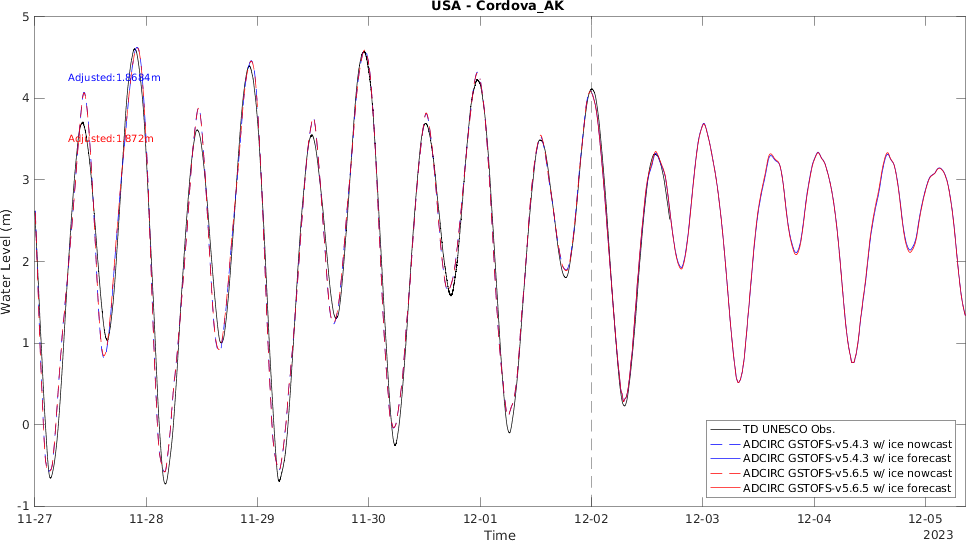 USA - Cordova_AK
5
4
3
2
1
0
-1
Water Level (m)
Adjusted:1.8684m
Adjusted:1.872m
11-27
11-28
11-29
11-30
12-01
12-02
12-03
12-04
12-05
Time
2023
TD UNESCO Obs.
ADCIRC GSTOFS-v5.4.3 w/ ice nowcast
ADCIRC GSTOFS-v5.4.3 w/ ice forecast
ADCIRC GSTOFS-v5.6.5 w/ ice nowcast
ADCIRC GSTOFS-v5.6.5 w/ ice forecast